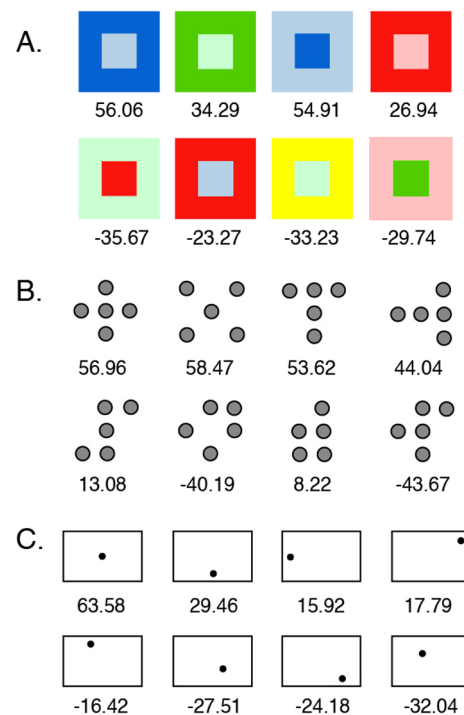 A.
56.06 34.29 54.91 26.94
-35.67 -23.27 -33.23 -29.74
B.
56.96 58.47 53.62 44.04
13.08 -40.19 8.22 -43.67
C.
63.58 29.46 15.92 17.79
-16.42 -27.51 -24.18 -32.04